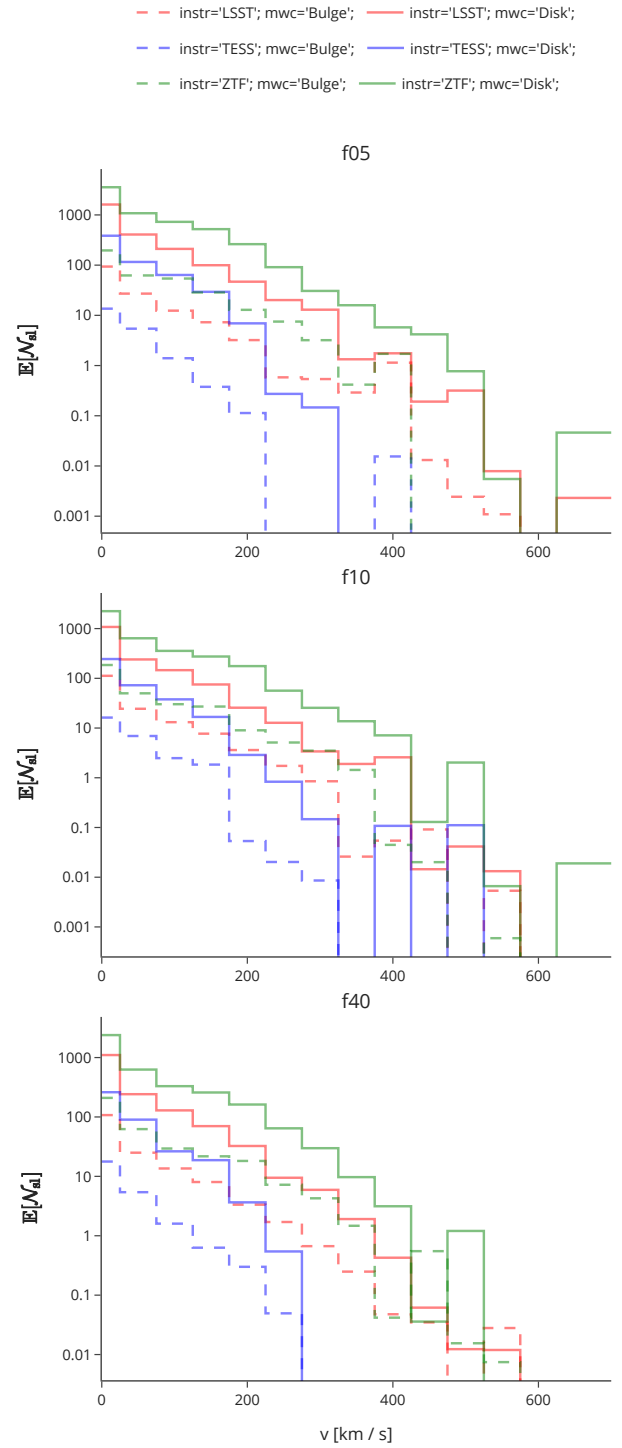 instr='LSST'; mwc='Bulge'; instr='LSST'; mwc='Disk';
instr='TESS'; mwc='Bulge'; instr='TESS'; mwc='Disk';
instr='ZTF'; mwc='Bulge'; instr='ZTF'; mwc='Disk';
f05
1000
100
10
1
0.1
0.01
0.001
𝔼[𝒩sl]
0 200 400 600
f10
1000
100
10
1
0.1
0.01
0.001
𝔼[𝒩sl]
0 200 400 600
f40
1000
100
10
1
0.1
0.01
𝔼[𝒩sl]
0 200 400 600
v [km / s]